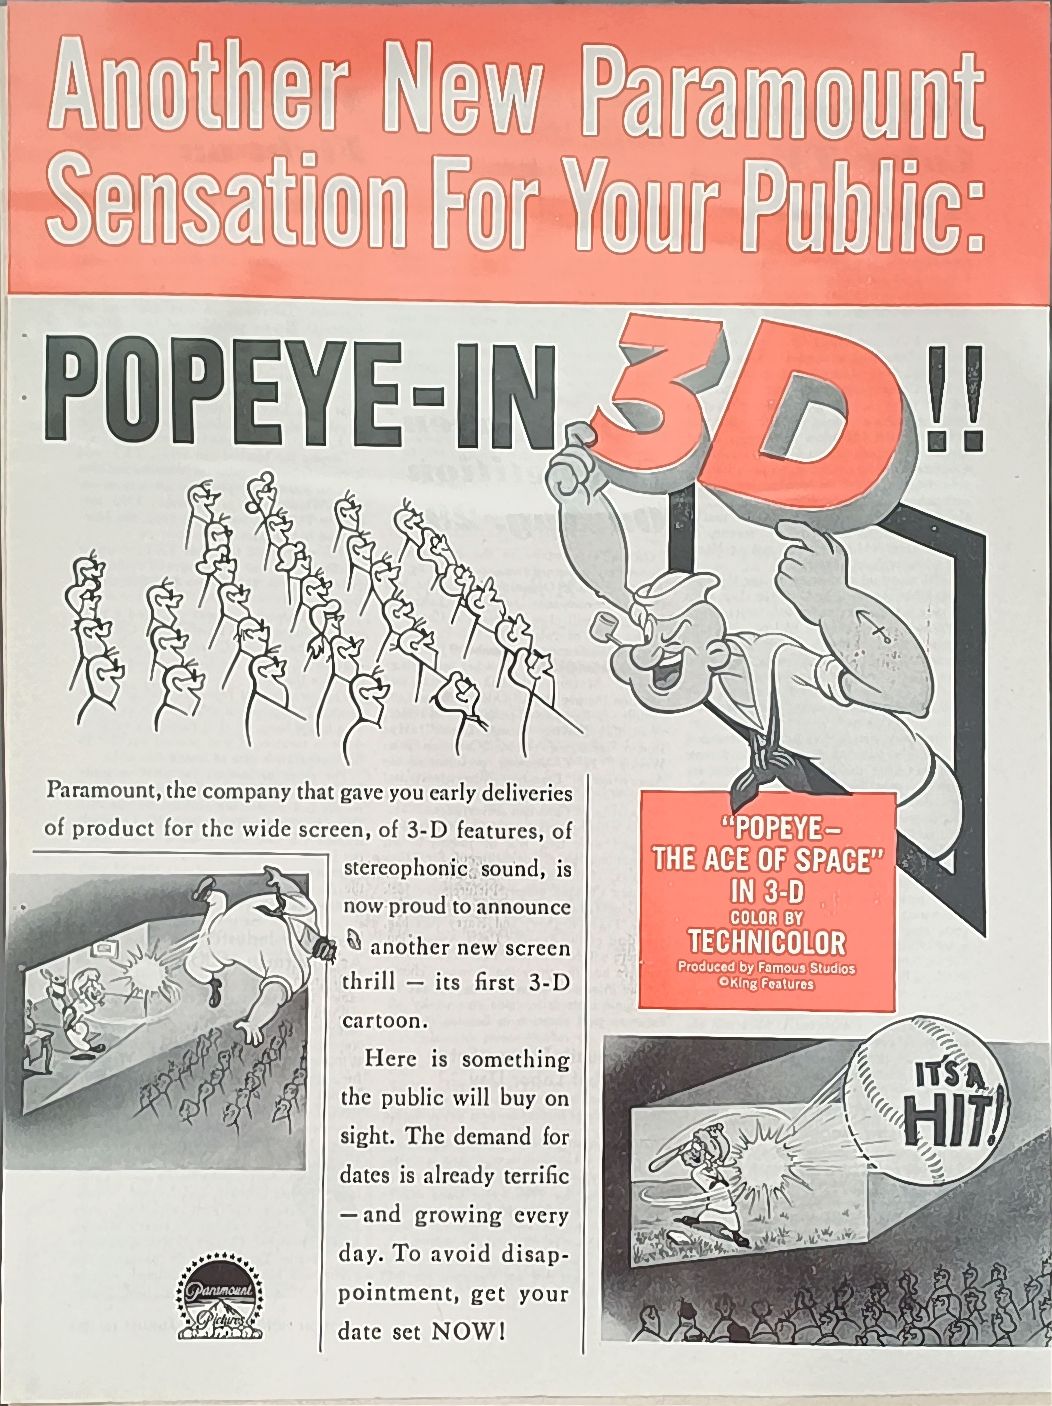 Another New Paramount
Sensation For Your Public:
POPEYE-IN 3D!!
Paramount, the company that gave you early deliveries
of product for the wide screen, of 3-D features, of
stereophonic sound, is
now proud to announce
another new screen
thrill — its first 3-D
cartoon.
Here is something
the public will buy on
sight. The demand for
dates is already terrific
— and growing every
day. To avoid disap-
pointment, get your
date set NOW!
"POPEYE—
THE ACE OF SPACE"
IN 3-D
COLOR BY
TECHNICOLOR
Produced by Famous Studios
©King Features
IT'S A
HIT!
Paramount
Pictures